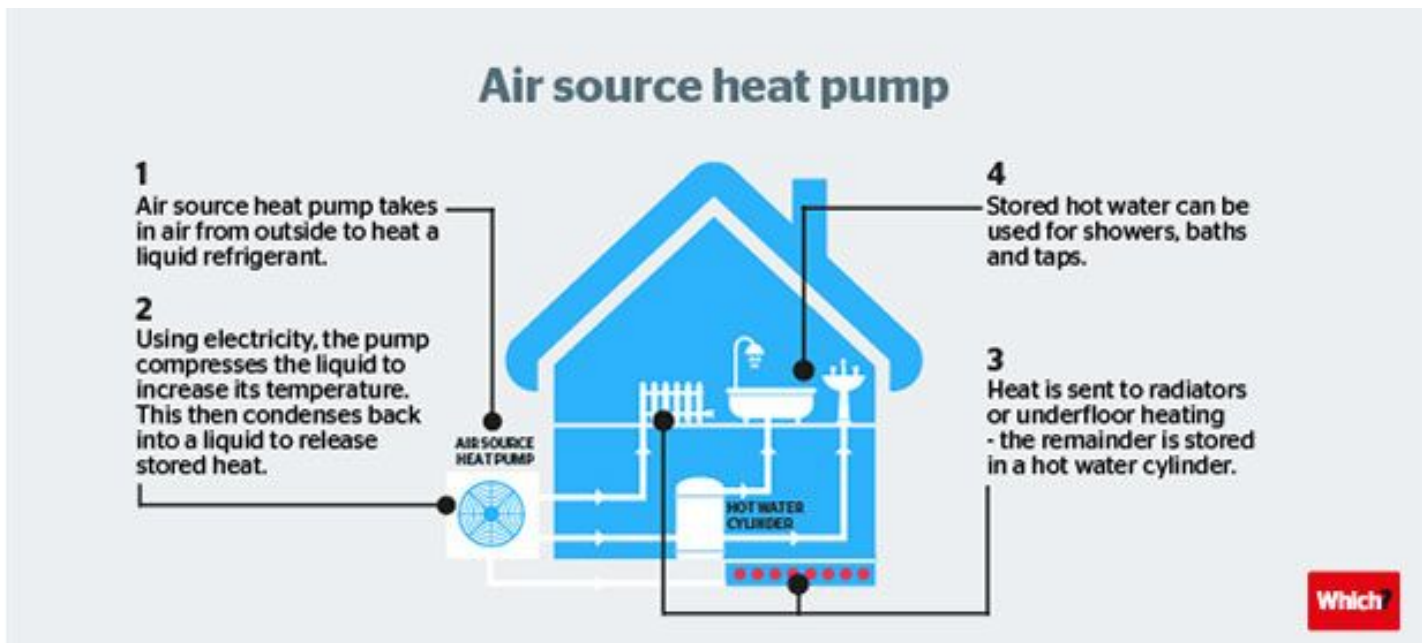 Air source heat pump
1
Air source heat pump takes
in air from outside to heat a
liquid refrigerant.
2
Using electricity, the pump
compresses the liquid to
increase its temperature.
This then condenses back
into a liquid to release
stored heat.
AIR SOURCE
HEAT PUMP
HOT WATER
CYLINDER
4
Stored hot water can be
used for showers, baths
and taps.
3
Heat is sent to radiators
or underfloor heating
- the remainder is stored
in a hot water cylinder.
Which?